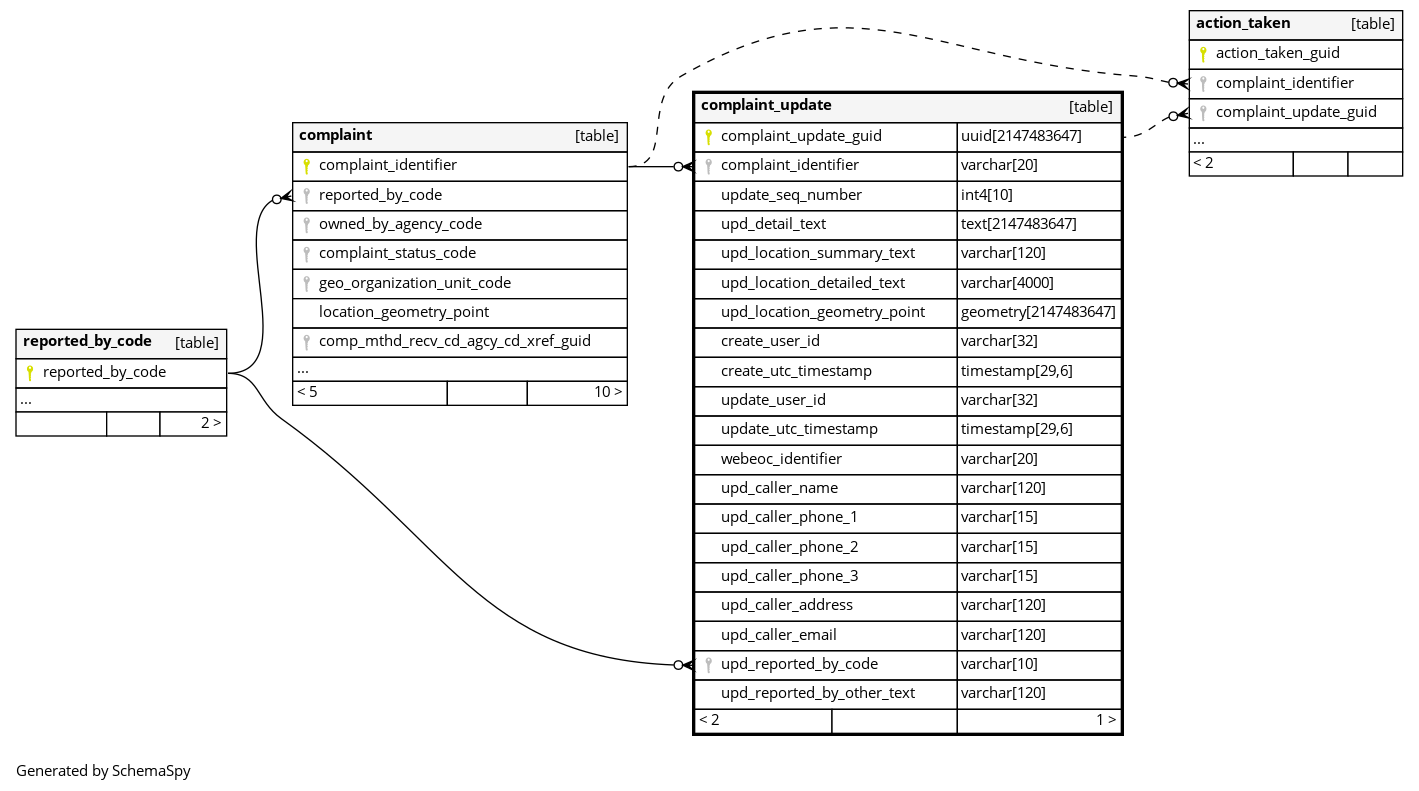 action_taken [table]
action_taken_guid
complaint_identifier
complaint_update_guid
...
< 2
complaint_update [table]
complaint_update_guid uuid[2147483647]
complaint_identifier varchar[20]
update_seq_number int4[10]
upd_detail_text text[2147483647]
upd_location_summary_text varchar[120]
upd_location_detailed_text varchar[4000]
upd_location_geometry_point geometry[2147483647]
create_user_id varchar[32]
create_utc_timestamp timestamp[29,6]
update_user_id varchar[32]
update_utc_timestamp timestamp[29,6]
webeoc_identifier varchar[20]
upd_caller_name varchar[120]
upd_caller_phone_1 varchar[15]
upd_caller_phone_2 varchar[15]
upd_caller_phone_3 varchar[15]
upd_caller_address varchar[120]
upd_caller_email varchar[120]
upd_reported_by_code varchar[10]
upd_reported_by_other_text varchar[120]
< 2 1 >
complaint [table]
complaint_identifier
reported_by_code
owned_by_agency_code
complaint_status_code
geo_organization_unit_code
location_geometry_point
comp_mthd_recv_cd_agcy_cd_xref_guid
...
< 5 10 >
reported_by_code [table]
reported_by_code
...
2 >
Generated by SchemaSpy